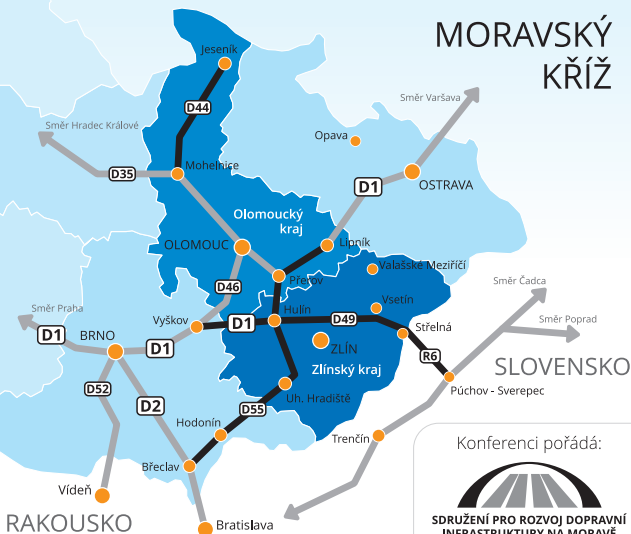 MORAVSKÝ
KŘÍŽ
Jeseník
D44
Směr Varšava
Směr Hradec Králové
Opava
D35
Mohelnice
D1
OSTRAVA
Olomoucký
kraj
OLOMOUC
Lipník
Valašské Meziříčí
Přerov
D46
Směr Čadca
Směr Praha
Vyškov
D1
Hulín
D49
Vsetín
Střelná
Směr Poprad
D1
BRNO
D1
ZLÍN
R6
SLOVENSKO
Zlínský kraj
D52
D2
D55
Uh. Hradiště
Púchov - Sverepec
Hodonín
Trenčín
Břeclav
Vídeň
RAKOUSKO
Bratislava
Konferenci pořádá:
SDRUŽENÍ PRO ROZVOJ DOPRAVNÍ
INFRASTRUKTURY NA MORAVĚ